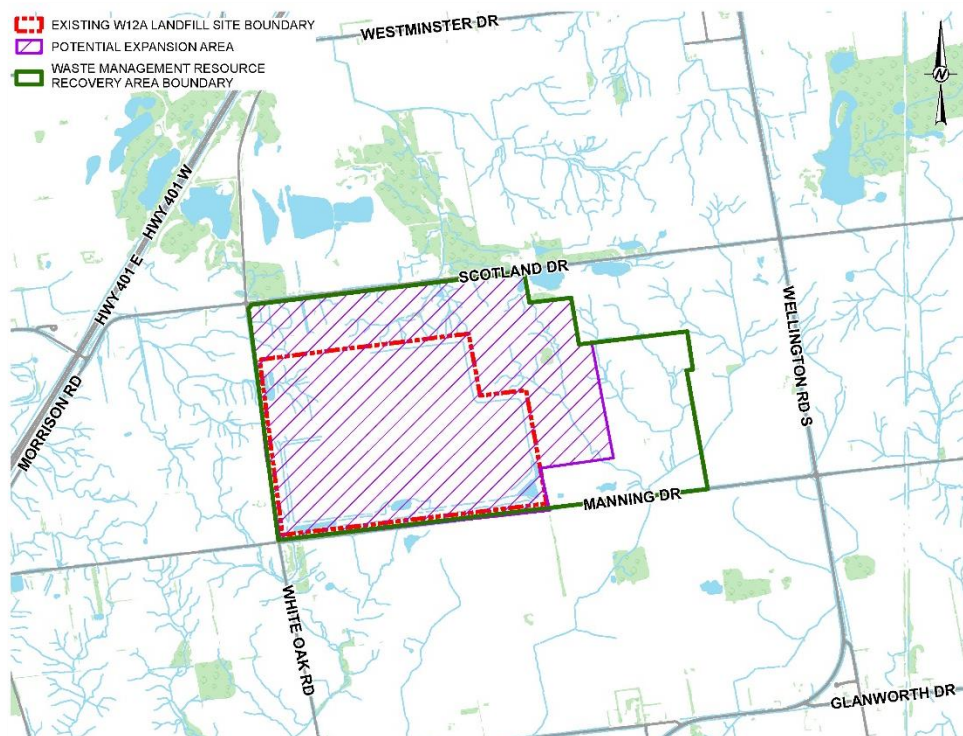 EXISTING W12A LANDFILL SITE BOUNDARY
POTENTIAL EXPANSION AREA
WASTE MANAGEMENT RESOURCE
RECOVERY AREA BOUNDARY
WESTMINSTER DR
N
HWY 401 W
HWY 401 E
MORRISON RD
SCOTLAND DR
WELLINGTON RD S
MANNING DR
WHITE OAK RD
GLANWORTH DR